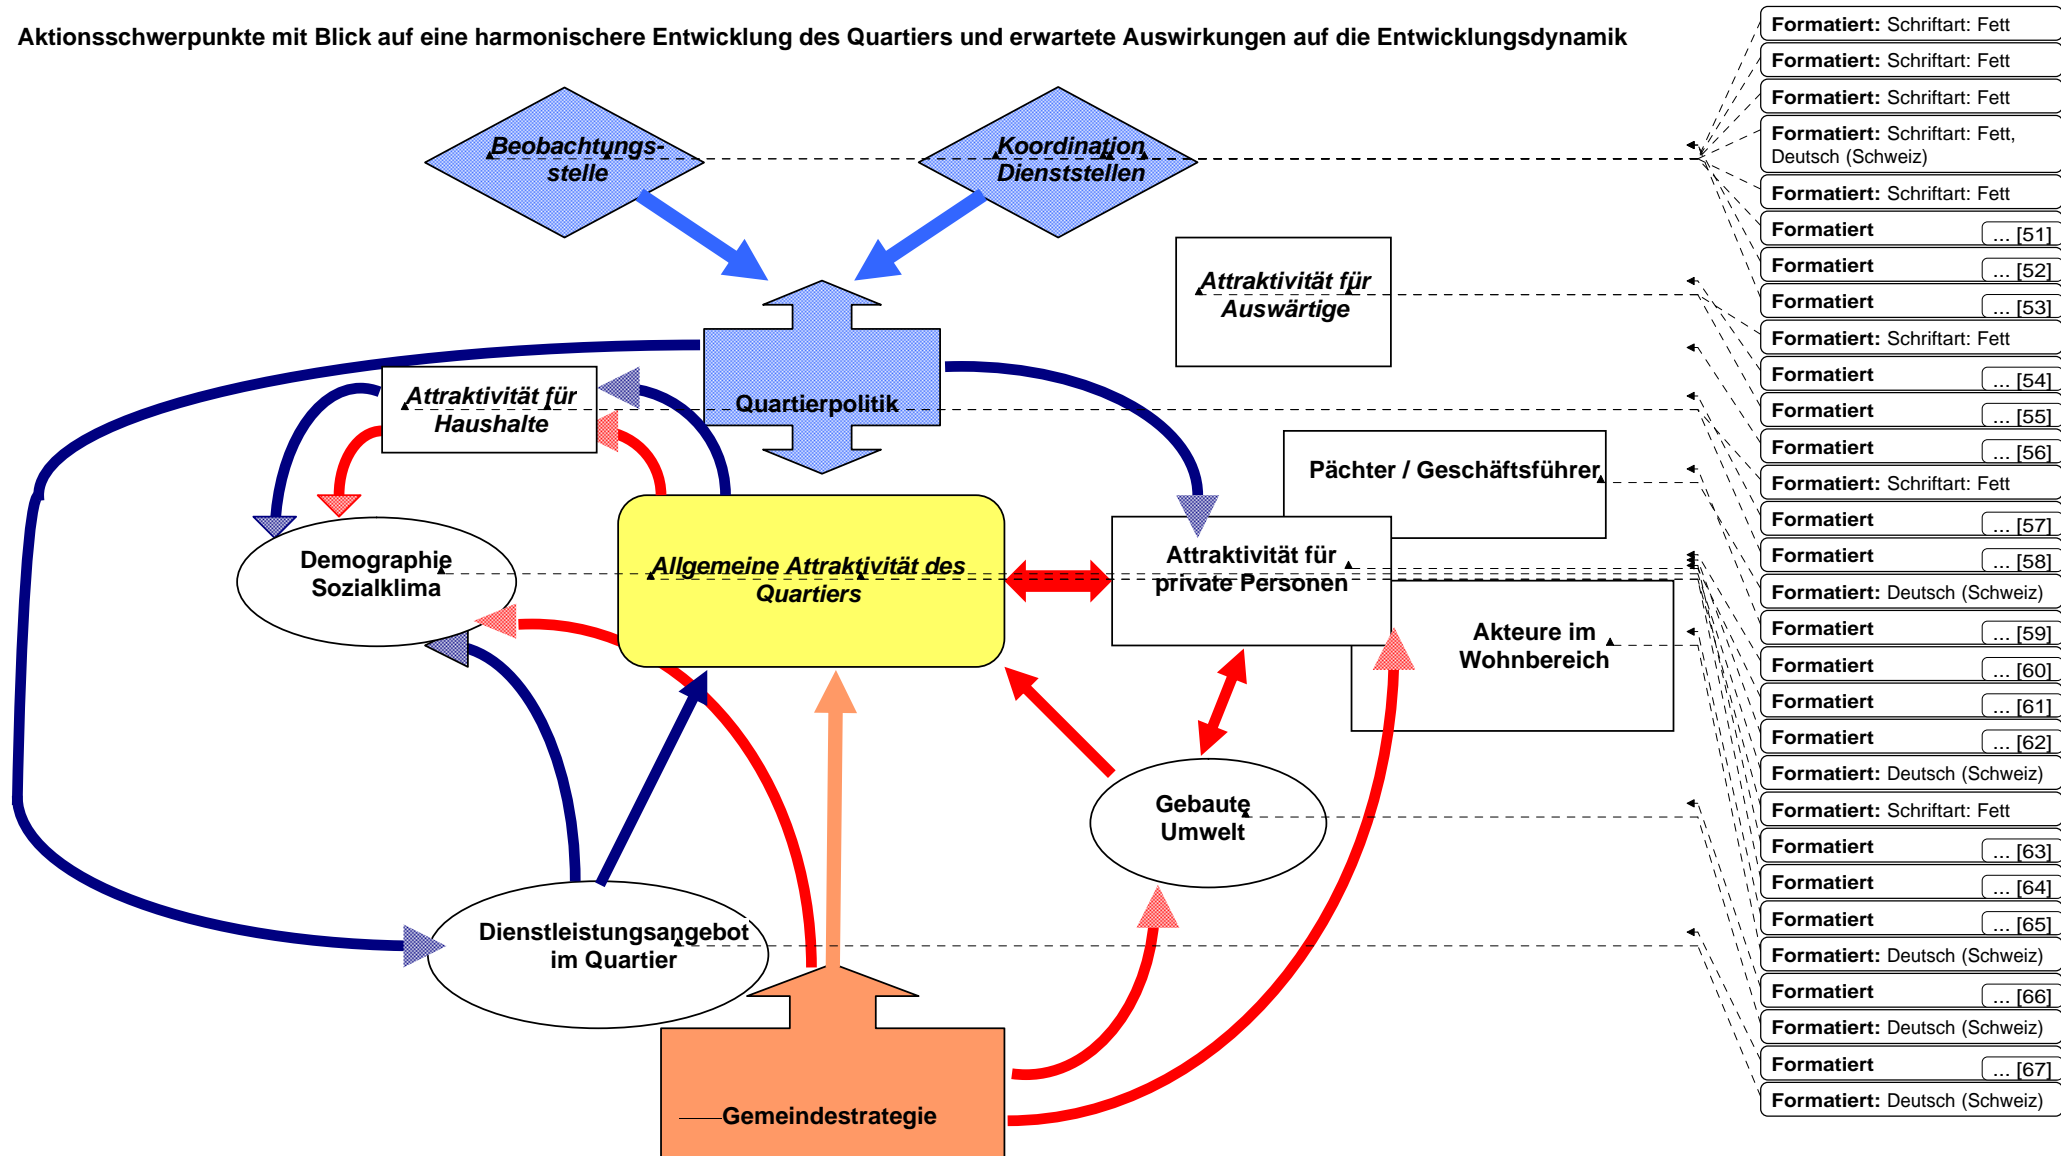 Aktionsschwerpunkte mit Blick auf eine harmonischere Entwicklung des Quartiers und erwartete Auswirkungen auf die Entwicklungsdynamik
Beobachtungs-
stelle
Koordination
Dienststellen
Attraktivität für
Auswärtige
Quartierpolitik
Attraktivität für
Haushalte
Pächter / Geschäftsführer
Demographie
Sozialklima
Allgemeine Attraktivität des
Quartiers
Attraktivität für
private Personen
Akteure im
Wohnbereich
Gebaute
Umwelt
Dienstleistungsangebot
im Quartier
Gemeindestrategie
Formatiert: Schriftart: Fett
Formatiert: Schriftart: Fett
Formatiert: Schriftart: Fett
Formatiert: Schriftart: Fett,
Deutsch (Schweiz)
Formatiert: Schriftart: Fett
Formatiert ... [51]
Formatiert ... [52]
Formatiert ... [53]
Formatiert: Schriftart: Fett
Formatiert ... [54]
Formatiert ... [55]
Formatiert ... [56]
Formatiert: Schriftart: Fett
Formatiert ... [57]
Formatiert ... [58]
Formatiert: Deutsch (Schweiz)
Formatiert ... [59]
Formatiert ... [60]
Formatiert ... [61]
Formatiert ... [62]
Formatiert: Deutsch (Schweiz)
Formatiert: Schriftart: Fett
Formatiert ... [63]
Formatiert ... [64]
Formatiert ... [65]
Formatiert: Deutsch (Schweiz)
Formatiert ... [66]
Formatiert: Deutsch (Schweiz)
Formatiert ... [67]
Formatiert: Deutsch (Schweiz)